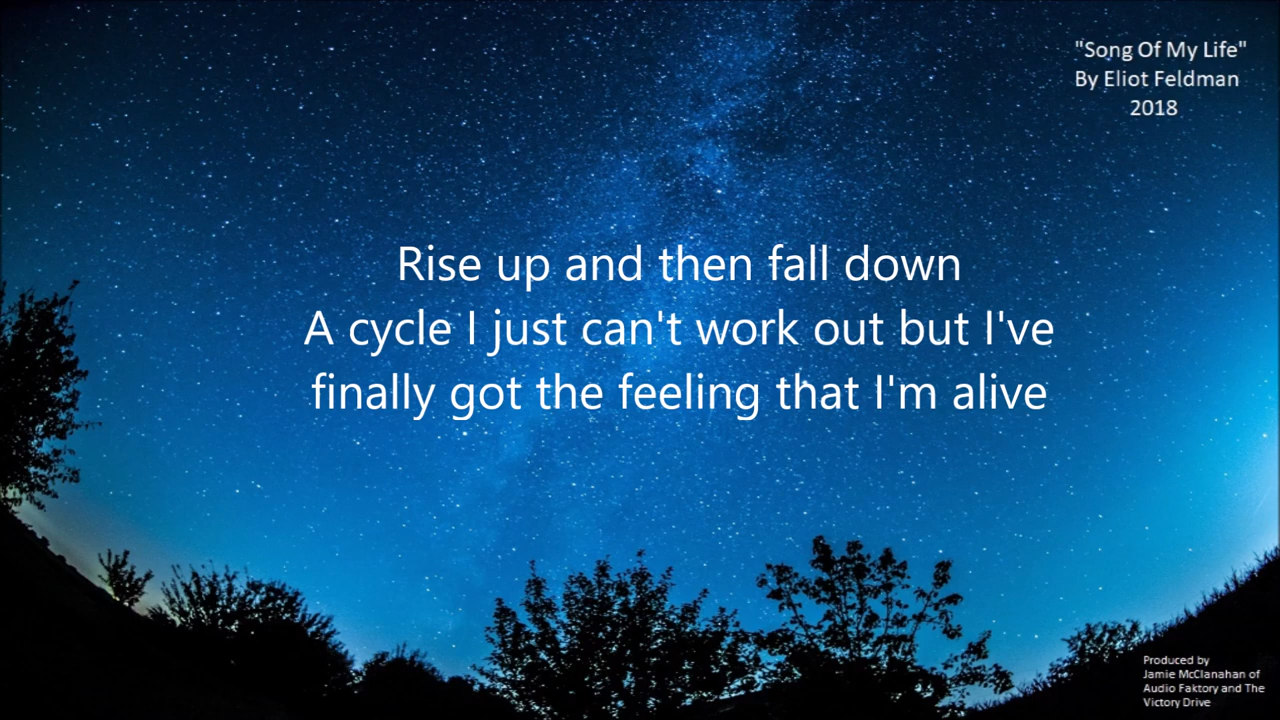 "Song Of My Life"
By Eliot Feldman
2018
Rise up and then fall down
A cycle I just can't work out but I've
finally got the feeling that I'm alive
Produced by
Jamie McClanahan of
Audio Faktory and The
Victory Drive